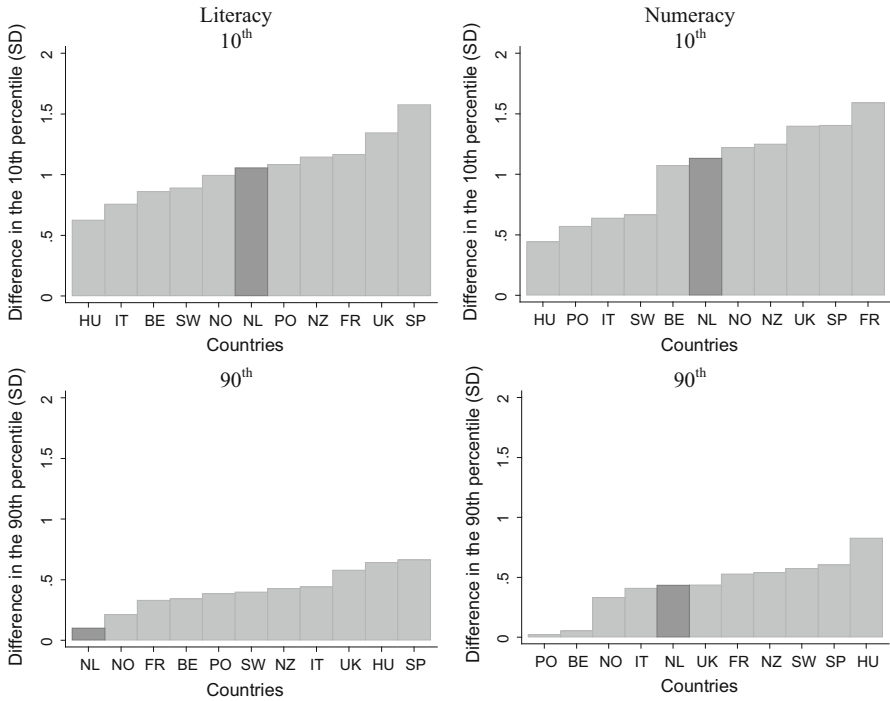 Literacy
10th
Difference in the 10th percentile (SD)
2
1.5
1
.5
0
HU IT BE SW NO NL PO NZ FR UK SP
Countries
Numacy
10th
Difference in the 10th percentile (SD)
2
1.5
1
.5
0
HU PO IT SW BE NL NO NZ UK SP FR
Countries
90th
Difference in the 90th percentile (SD)
2
1.5
1
.5
0
NL NO FR BE PO SW NZ IT UK HU SP
Countries
90th
Difference in the 90th percentile (SD)
2
1.5
1
.5
0
PO BE NO IT NL UK FR NZ SW SP HU
Countries